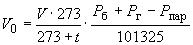 V₀ = V · 273 / 273 + t · Pб + Pг − Pпар / 101325